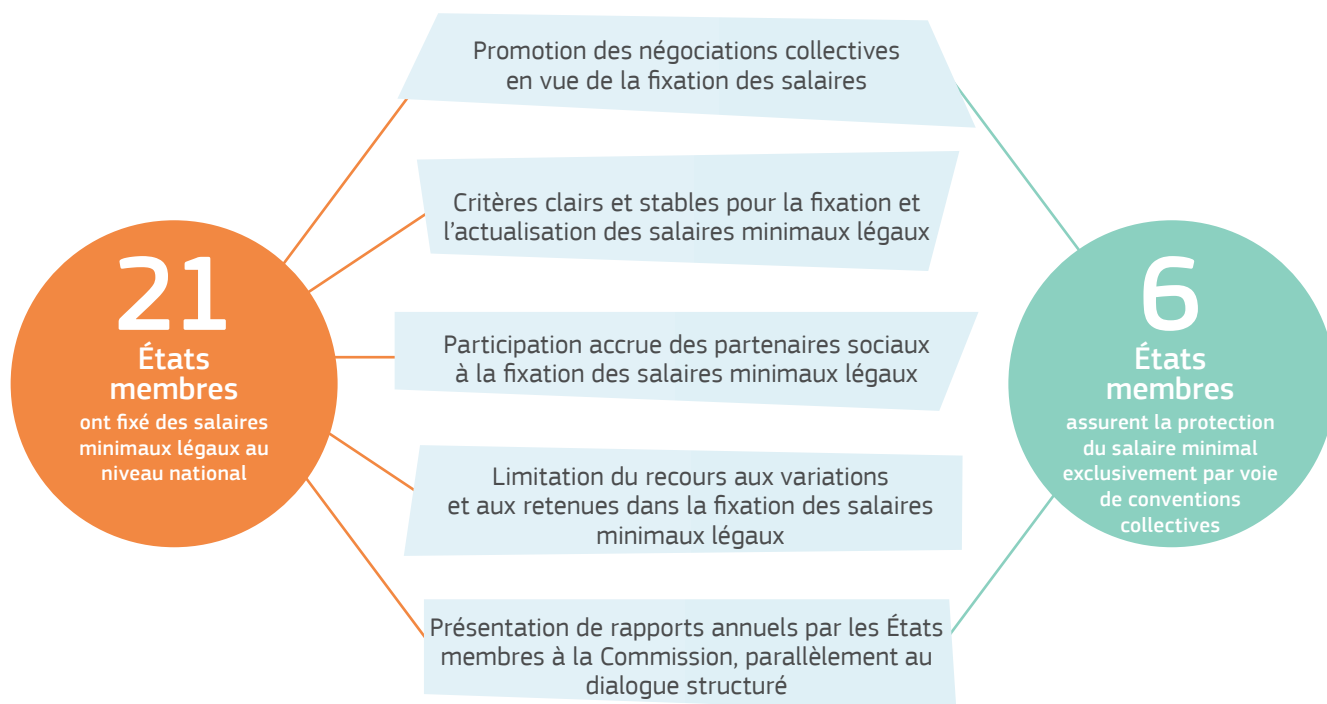 Promotion des négociations collectives
en vue de la fixation des salaires
Critères clairs et stables pour la fixation et
l'actualisation des salaires minimaux légaux
21
États
membres
ont fixé des salaires
minimaux légaux au
niveau national
Participation accrue des partenaires sociaux
à la fixation des salaires minimaux légaux
6
États
membres
assurent la protection
du salaire minimal
exclusivement par voie
de conventions
collectives
Limitation du recours aux variations
et aux retenues dans la fixation des salaires
minimaux légaux
Présentation de rapports annuels par les États
membres à la Commission, parallèlement au
dialogue structuré